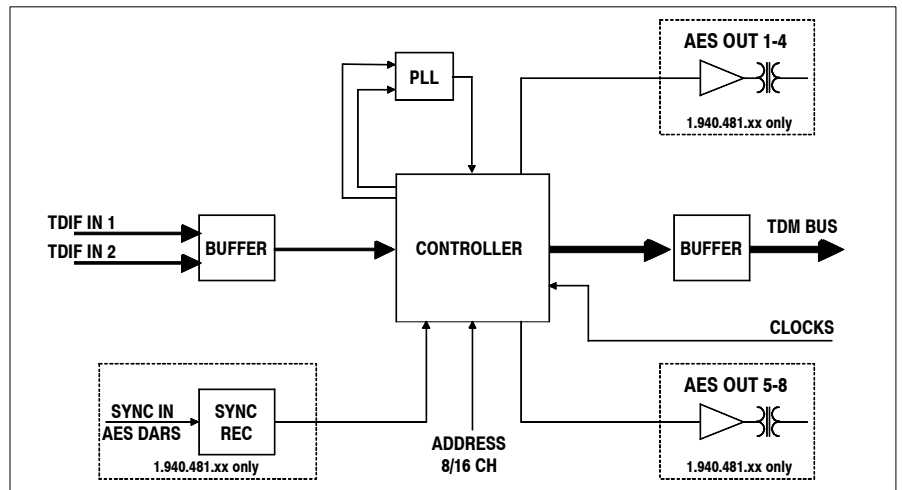 AES OUT 1-4
PLL
1.940.481.xx only
TDIF IN 1
TDIF IN 2
BUFFER
CONTROLLER
BUFFER
TDM BUS
CLOCKS
SYNC IN
AES DARS
SYNC
REC
1.940.481.xx only
ADDRESS
8/16 CH
AES OUT 5-8
1.940.481.xx only